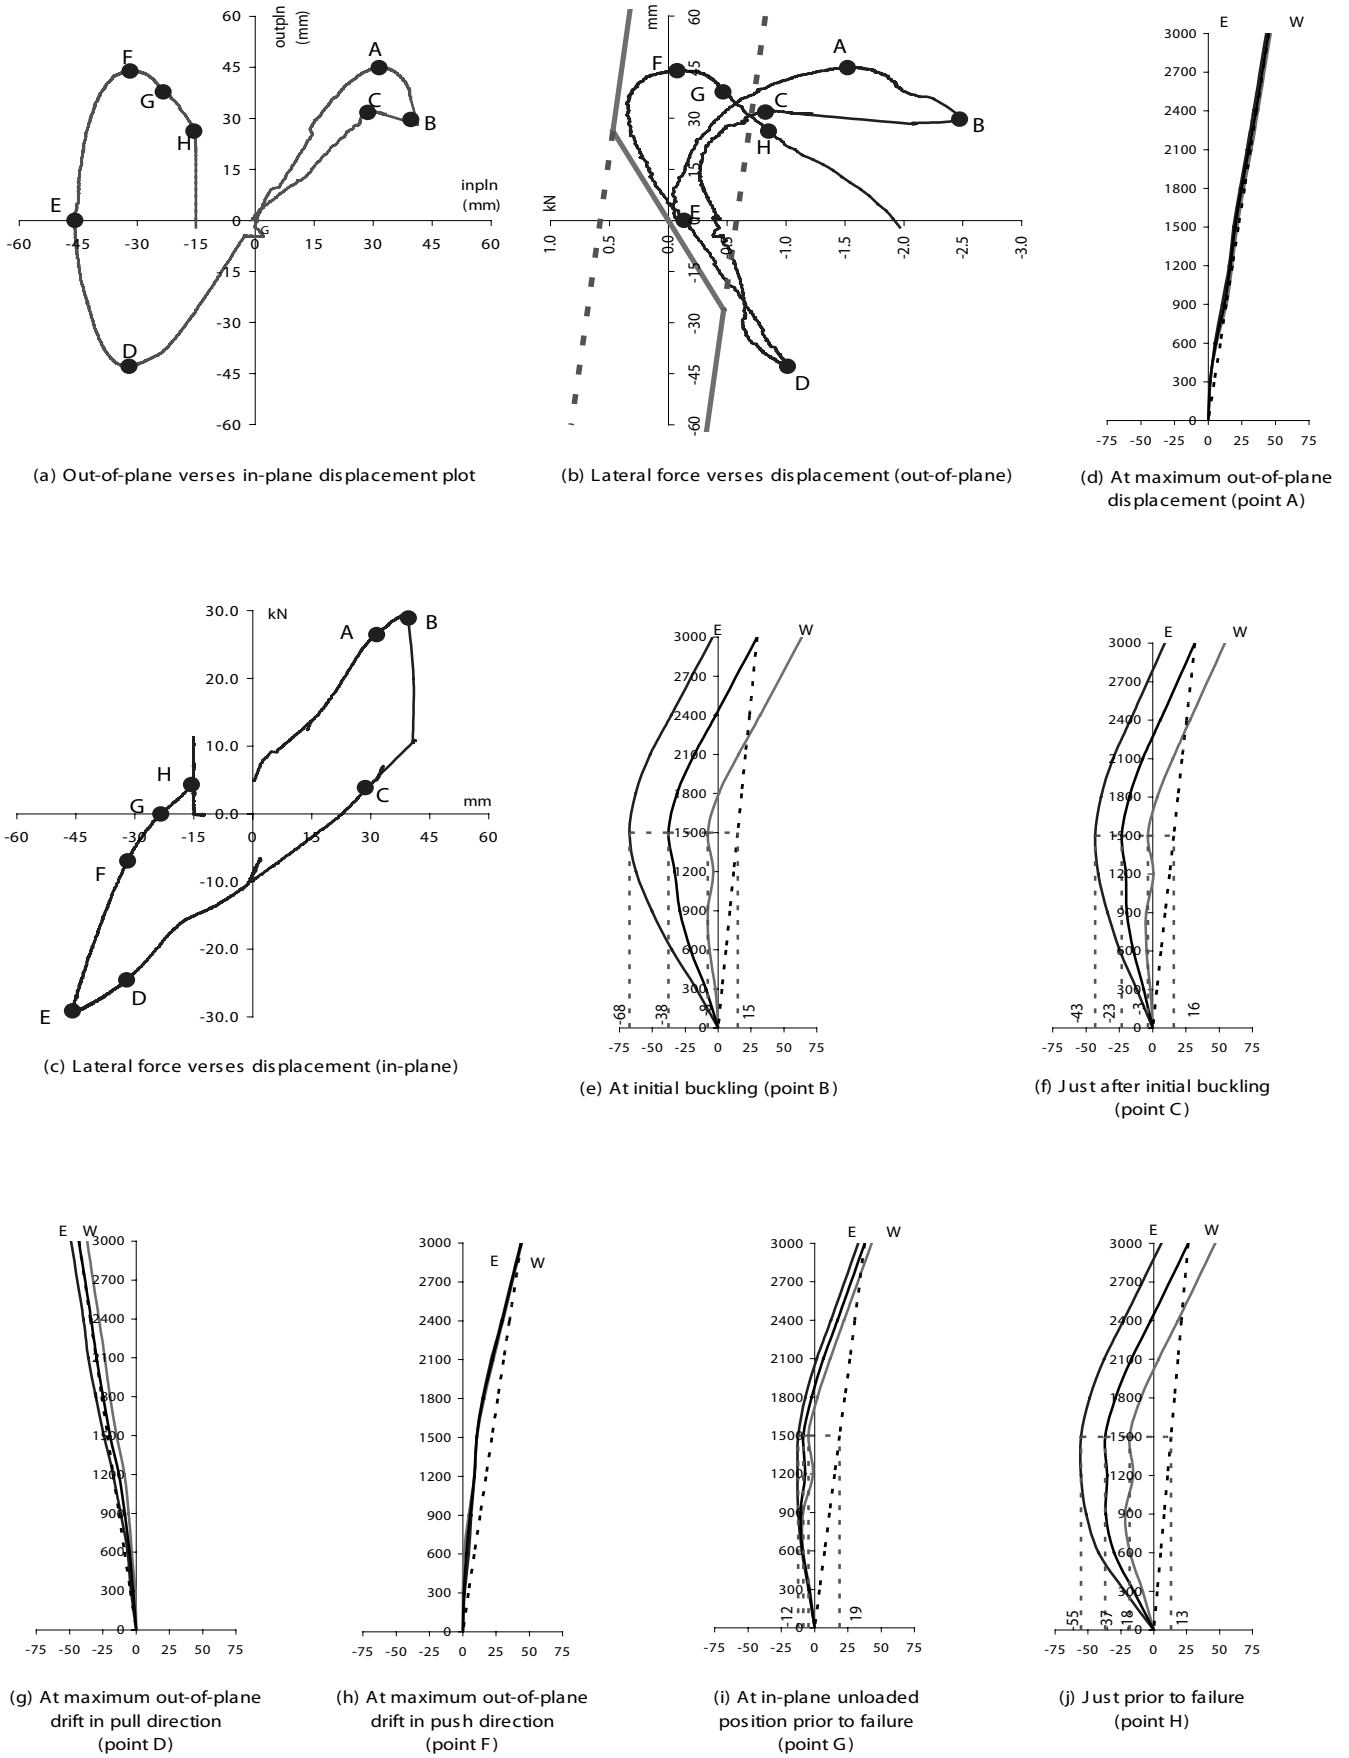 60
45
30
15
0
-15
-30
-45
-60
outpln
(mm)
inpln
(mm)
-60 -45 -30 -15 0 15 30 45 60
A
B
C
D
E
F
G
H
G
(a) Out-of-plane verses in-plane displacement plot
mm
60
45
30
15
-15
-30
-45
-60
kN
1.0 0.5 0.0 -0.5 -1.0 -1.5 -2.0 -2.5 -3.0
A
B
C
D
E
F
G
H
(b) Lateral force verses displacement (out-of-plane)
E W
3000
2700
2400
2100
1800
1500
1200
900
600
300
0
-75 -50 -25 0 25 50 75
(d) At maximum out-of-plane
displacement (point A)
30.0
20.0
10.0
0.0
-10.0
-20.0
-30.0
kN
mm
-60 -45 -30 -15 0 15 30 45 60
A
B
C
D
E
F
G
H
(c) Lateral force verses displacement (in-plane)
E W
3000
2700
2400
2100
1800
1500
1200
900
600
300
0
-68 -38 15
-75 -50 -25 0 25 50 75
(e) At initial buckling (point B)
E W
3000
2700
2400
2100
1800
1500
1200
900
600
300
0
-43 -23 -3 16
-75 -50 -25 0 25 50 75
(f) Just after initial buckling
(point C)
E W
3000
2700
2400
2100
1800
1500
1200
900
600
300
0
-75 -50 -25 0 25 50 75
(g) At maximum out-of-plane
drift in pull direction
(point D)
E W
3000
2700
2400
2100
1800
1500
1200
900
600
300
0
-75 -50 -25 0 25 50 75
(h) At maximum out-of-plane
drift in push direction
(point F)
E W
3000
2700
2400
2100
1800
1500
1200
900
600
300
0
-12 19
-75 -50 -25 0 25 50 75
(i) At in-plane unloaded
position prior to failure
(point G)
E W
3000
2700
2400
2100
1800
1500
1200
900
600
300
0
-55 -37 -18 13
-75 -50 -25 0 25 50 75
(j) Just prior to failure
(point H)